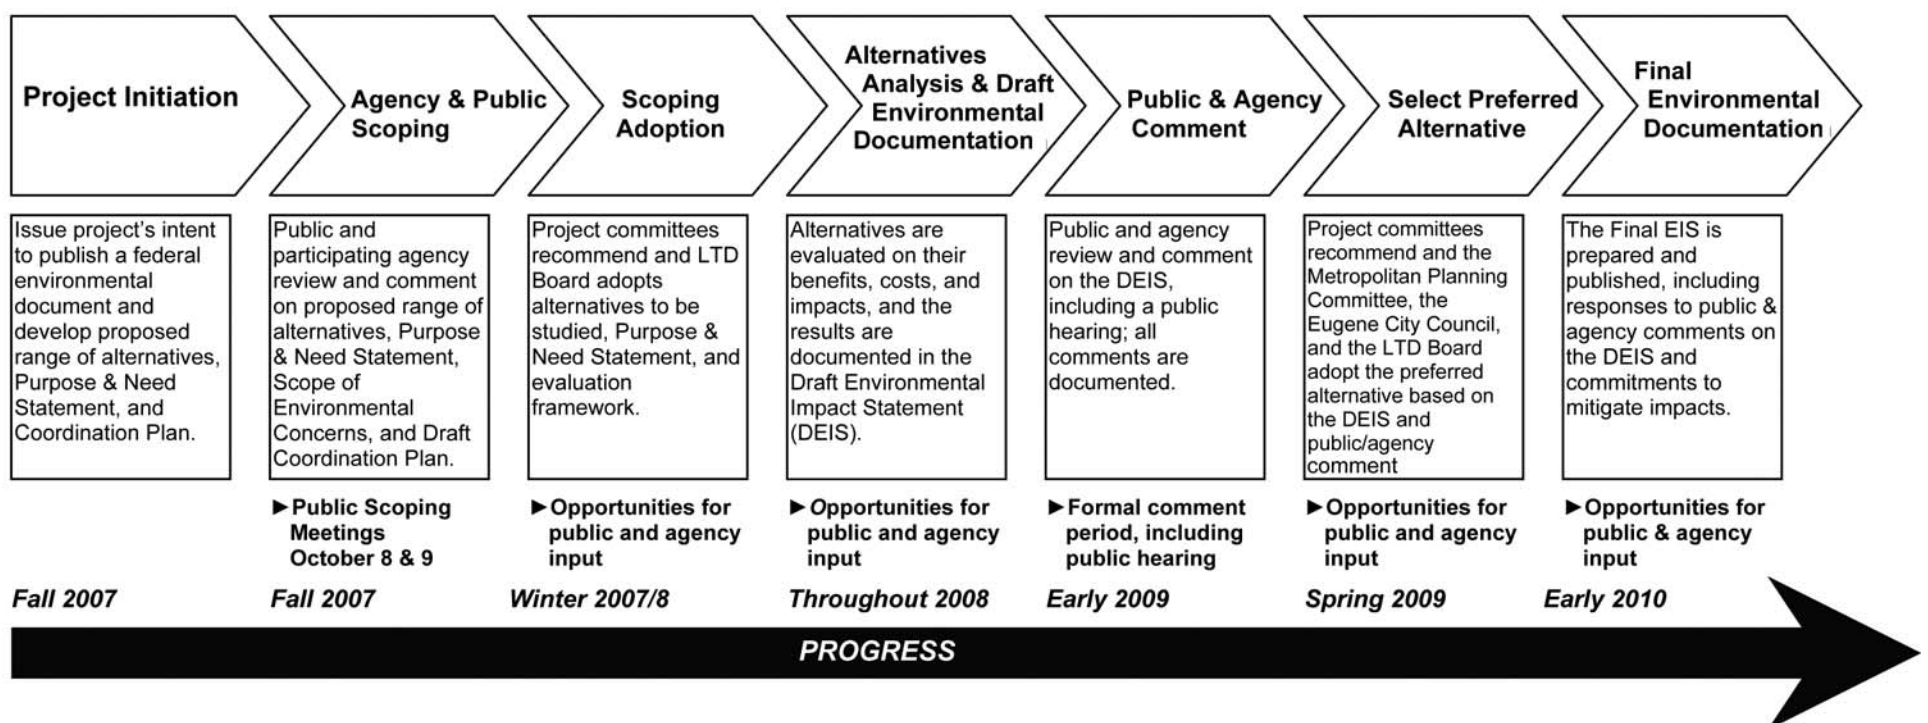 Project Initiation
Agency & Public
Scoping
Scoping
Adoption
Alternatives
Analysis & Draft
Environmental
Documentation
Public & Agency
Comment
Select Preferred
Alternative
Final
Environmental
Documentation
Issue project's intent
to publish a federal
environmental
document and
develop proposed
range of alternatives,
Purpose & Need
Statement, and
Coordination Plan.
Public and
participating agency
review and comment
on proposed range of
alternatives, Purpose
& Need Statement,
Scope of
Environmental
Concerns, and Draft
Coordination Plan.
Project committees
recommend and LTD
Board adopts
alternatives to be
studied, Purpose &
Need Statement, and
evaluation
framework.
Alternatives are
evaluated on their
benefits, costs, and
impacts, and the
results are
documented in the
Draft Environmental
Impact Statement
(DEIS).
Public and agency
review and comment
on the DEIS,
including a public
hearing; all
comments are
documented.
Project committees
recommend and the
Metropolitan Planning
Committee, the
Eugene City Council,
and the LTD Board
adopt the preferred
alternative based on
the DEIS and
public/agency
comment
The Final EIS is
prepared and
published, including
responses to public &
agency comments on
the DEIS and
commitments to
mitigate impacts.
►Public Scoping
Meetings
October 8 & 9
►Opportunities for
public and agency
input
►Opportunities for
public and agency
input
►Formal comment
period, including
public hearing
►Opportunities for
public and agency
input
►Opportunities for
public & agency
input
Fall 2007
Fall 2007
Winter 2007/8
Throughout 2008
Early 2009
Spring 2009
Early 2010
PROGRESS